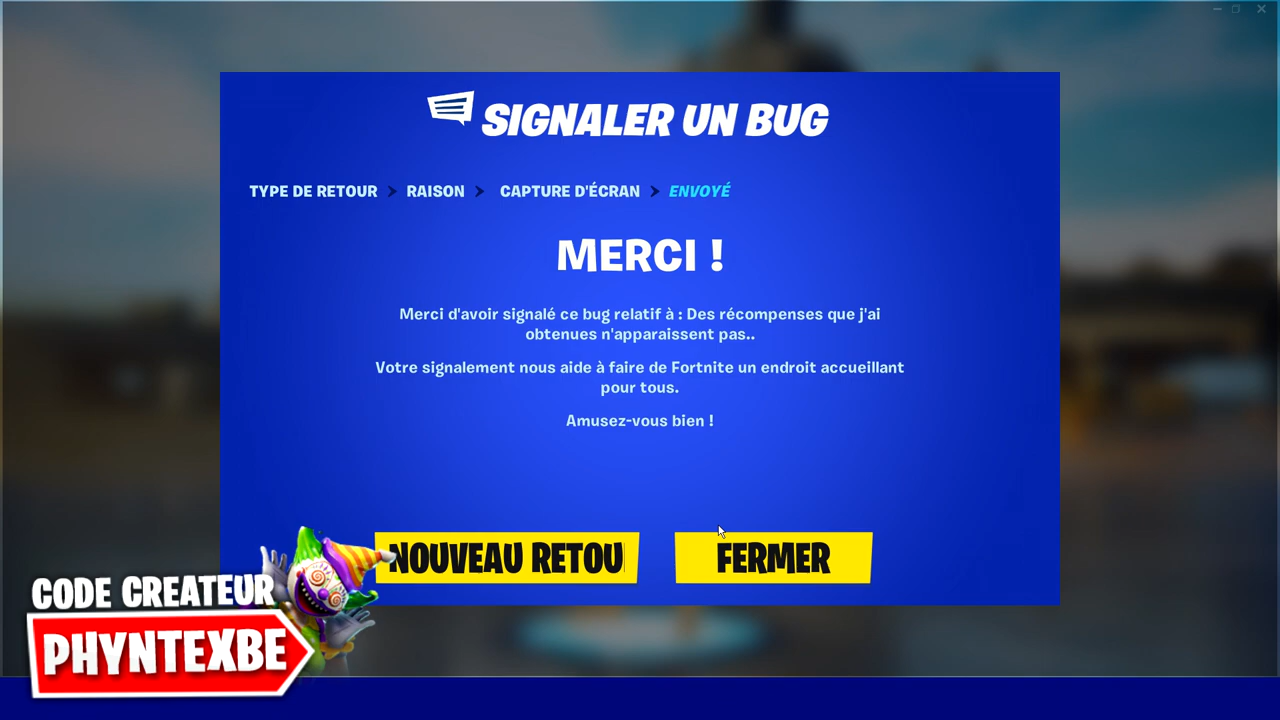 SIGNALER UN BUG
TYPE DE RETOUR > RAISON > CAPTURE D'ÉCRAN > ENVOYÉ
MERCI !
Merci d'avoir signalé ce bug relatif à : Des récompenses que j'ai
obtenues n'apparaissent pas..
Votre signalement nous aide à faire de Fortnite un endroit accueillant
pour tous.
Amusez-vous bien !
NOUVEAU RETOU
FERMER
CODE CREATEUR
PHYNTEXBE